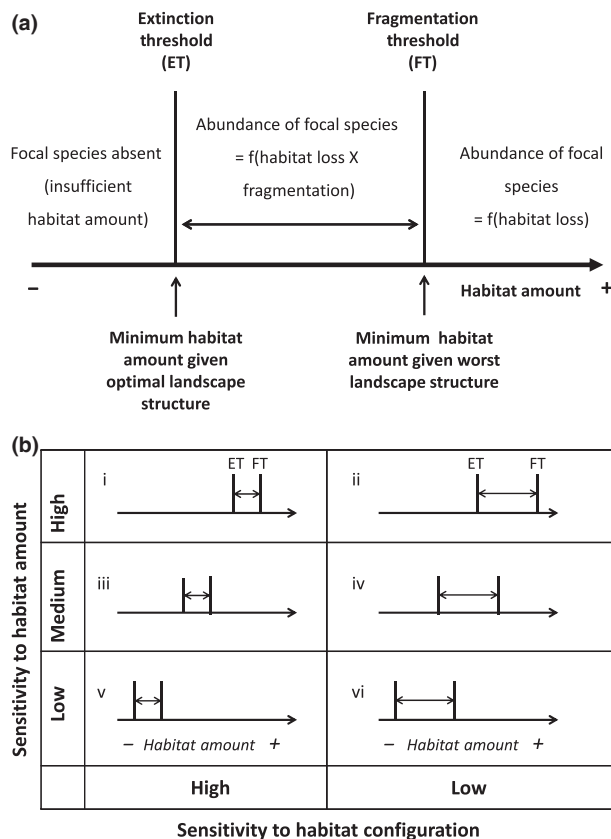 (a)
Extinction
threshold
(ET)
Fragmentation
threshold
(FT)
Focal species absent
(insufficient
habitat amount)
Abundance of focal species
= f(habitat loss X
fragmentation)
Abundance of focal
species
= f(habitat loss)
–
Habitat amount
+
Minimum habitat
amount given
optimal landscape
structure
Minimum habitat
amount given worst
landscape structure
(b)
Sensitivity to habitat amount
High
i
ET FT
ii
ET FT
Medium
iii
iv
Low
v
– Habitat amount +
vi
– Habitat amount +
High
Low
Sensitivity to habitat configuration